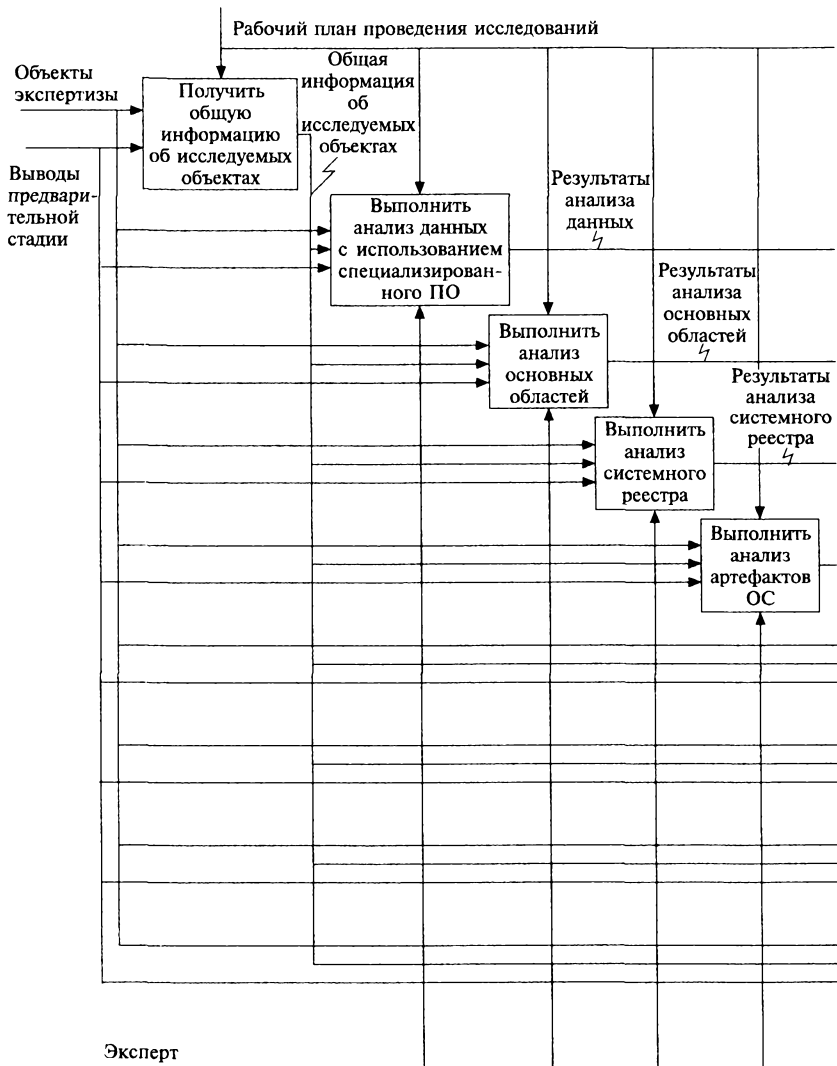 Рабочий план проведения исследований
Объекты
экспертизы
Получить
общую
информацию
об исследуемых
объектах
Общая
информация
об
исследуемых
объектах
Выводы
предвари-
тельной
стадии
Выполнить
анализ данных
с использованием
специализирован-
ного ПО
Результаты
анализа
данных
Выполнить
анализ
основных
областей
Результаты
анализа
основных
областей
Выполнить
анализ
системного
реестра
Результаты
анализа
системного
реестра
Выполнить
анализ
артефактов
ОС
Эксперт